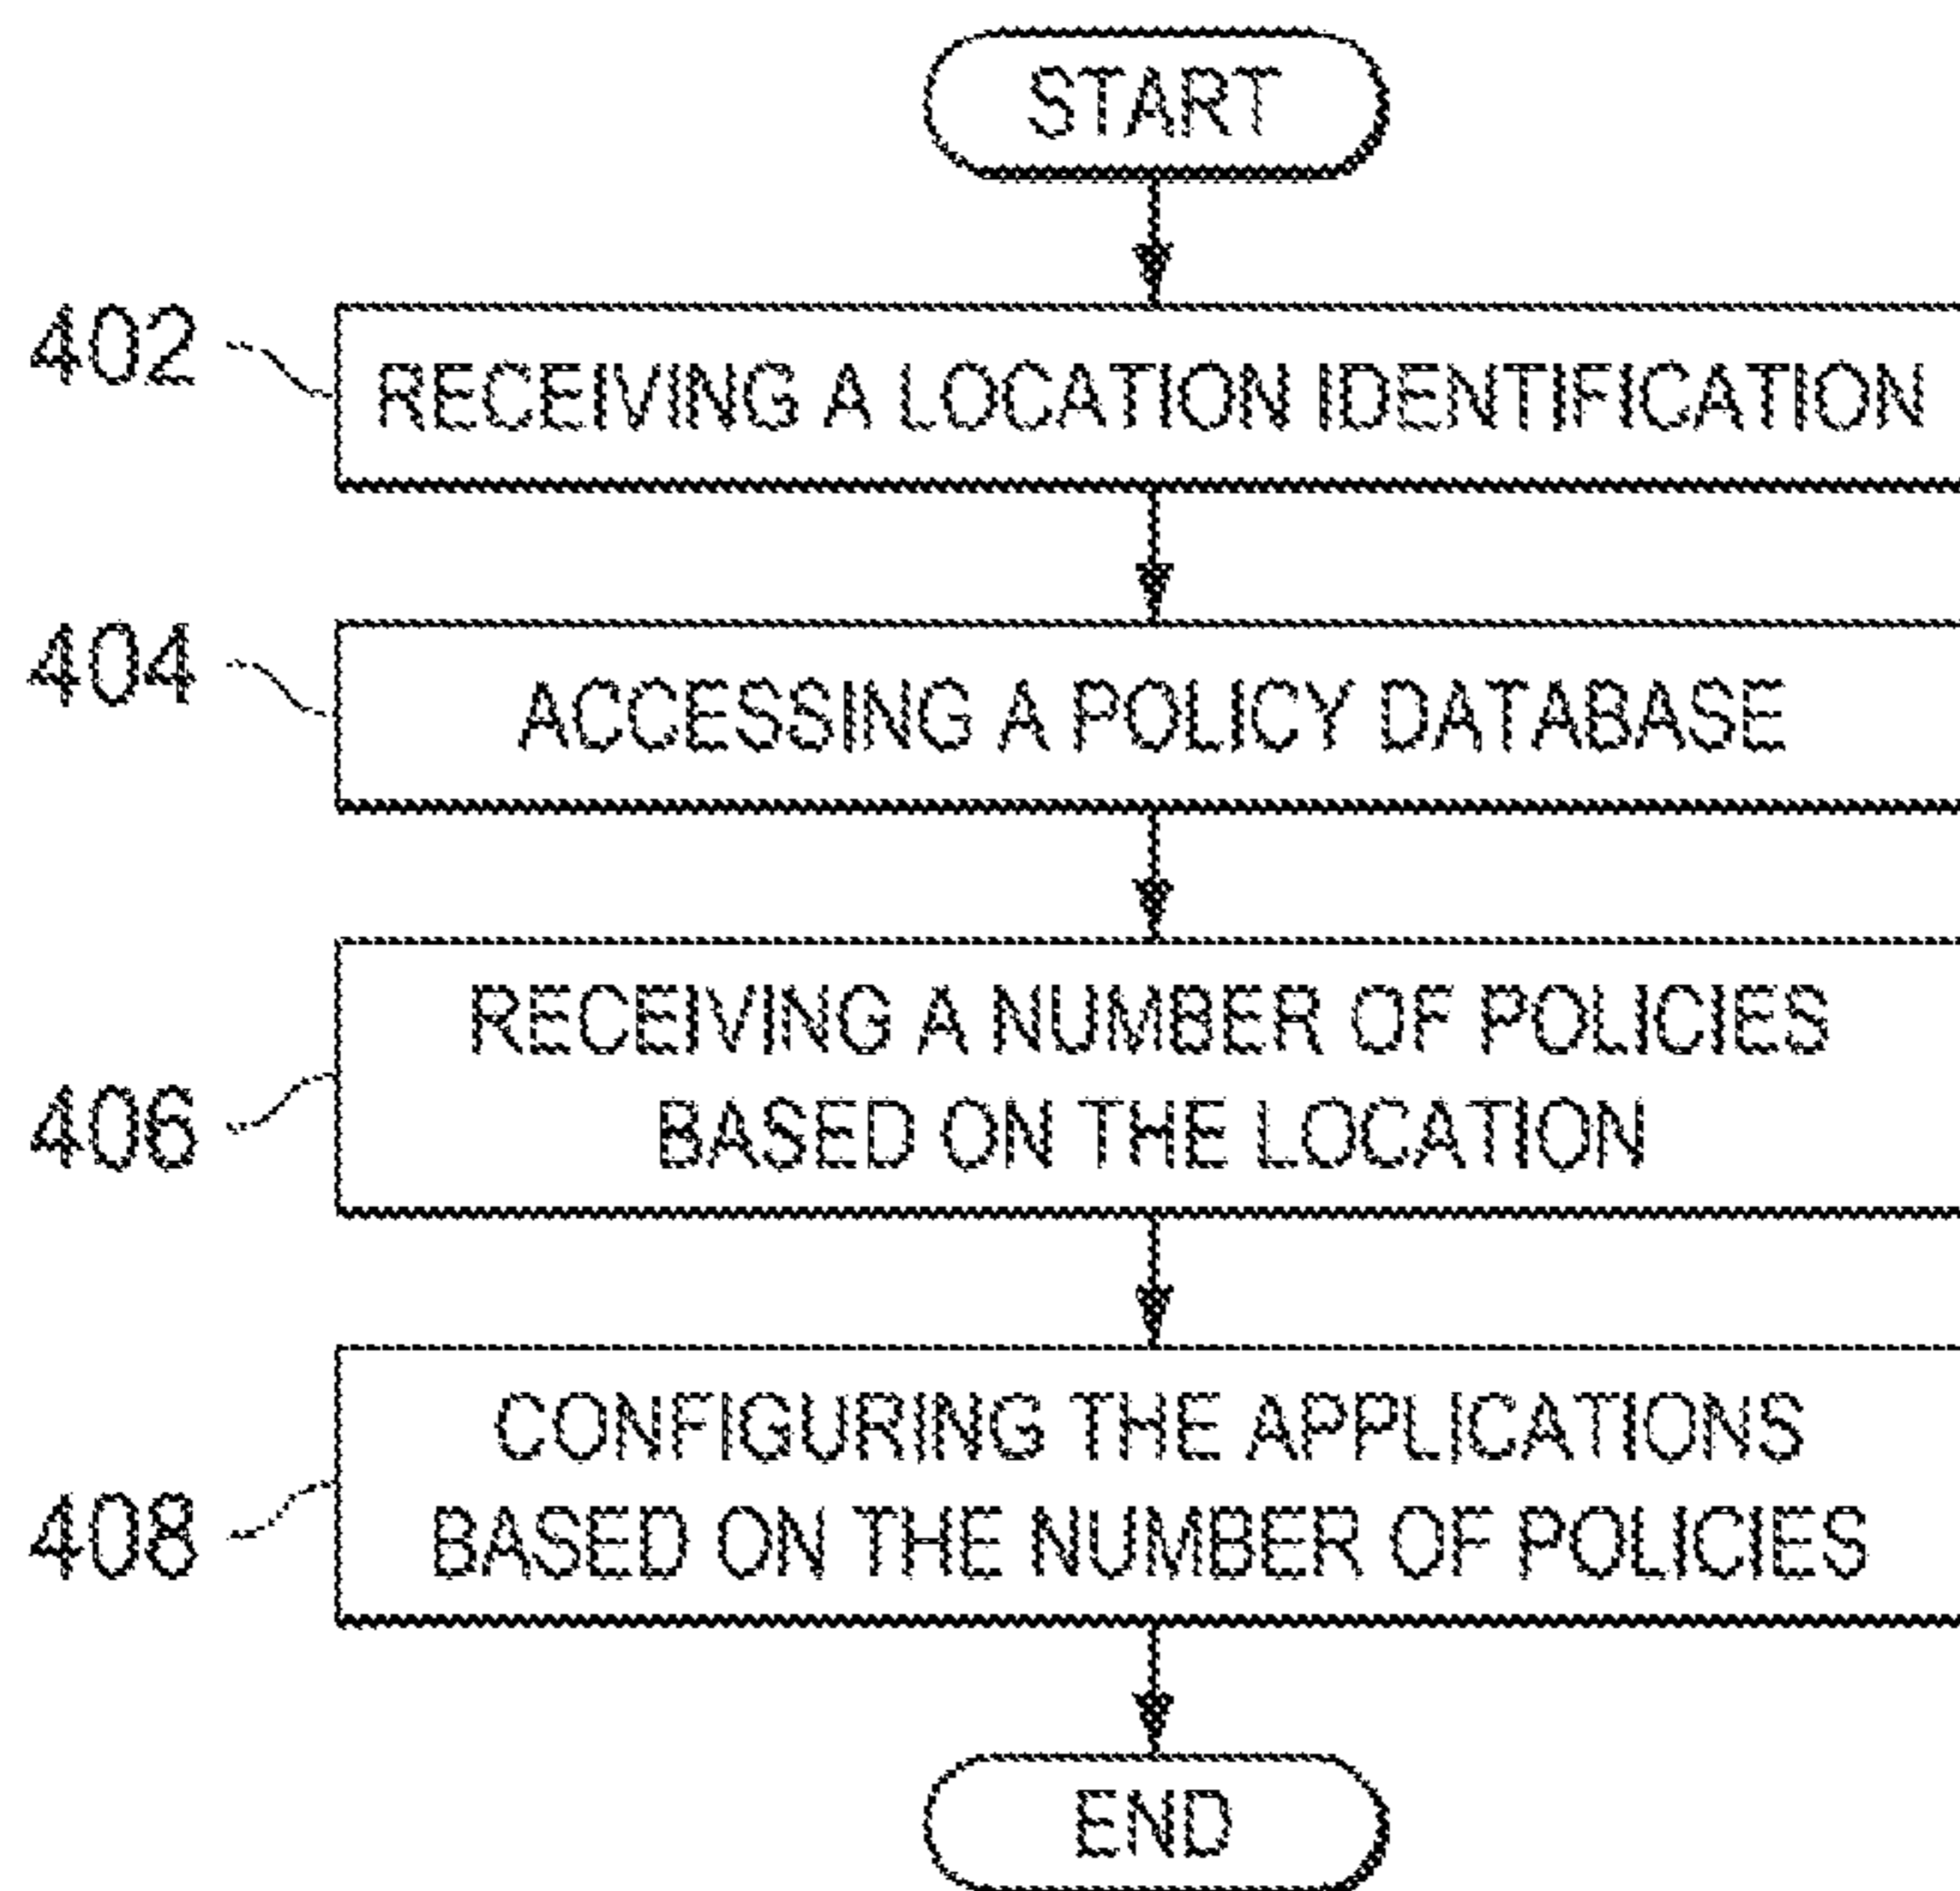 START
402
RECEIVING A LOCATION IDENTIFICATION
404
ACCESSING A POLICY DATABASE
406
RECEIVING A NUMBER OF POLICIES
BASED ON THE LOCATION
408
CONFIGURING THE APPLICATIONS
BASED ON THE NUMBER OF POLICIES
END